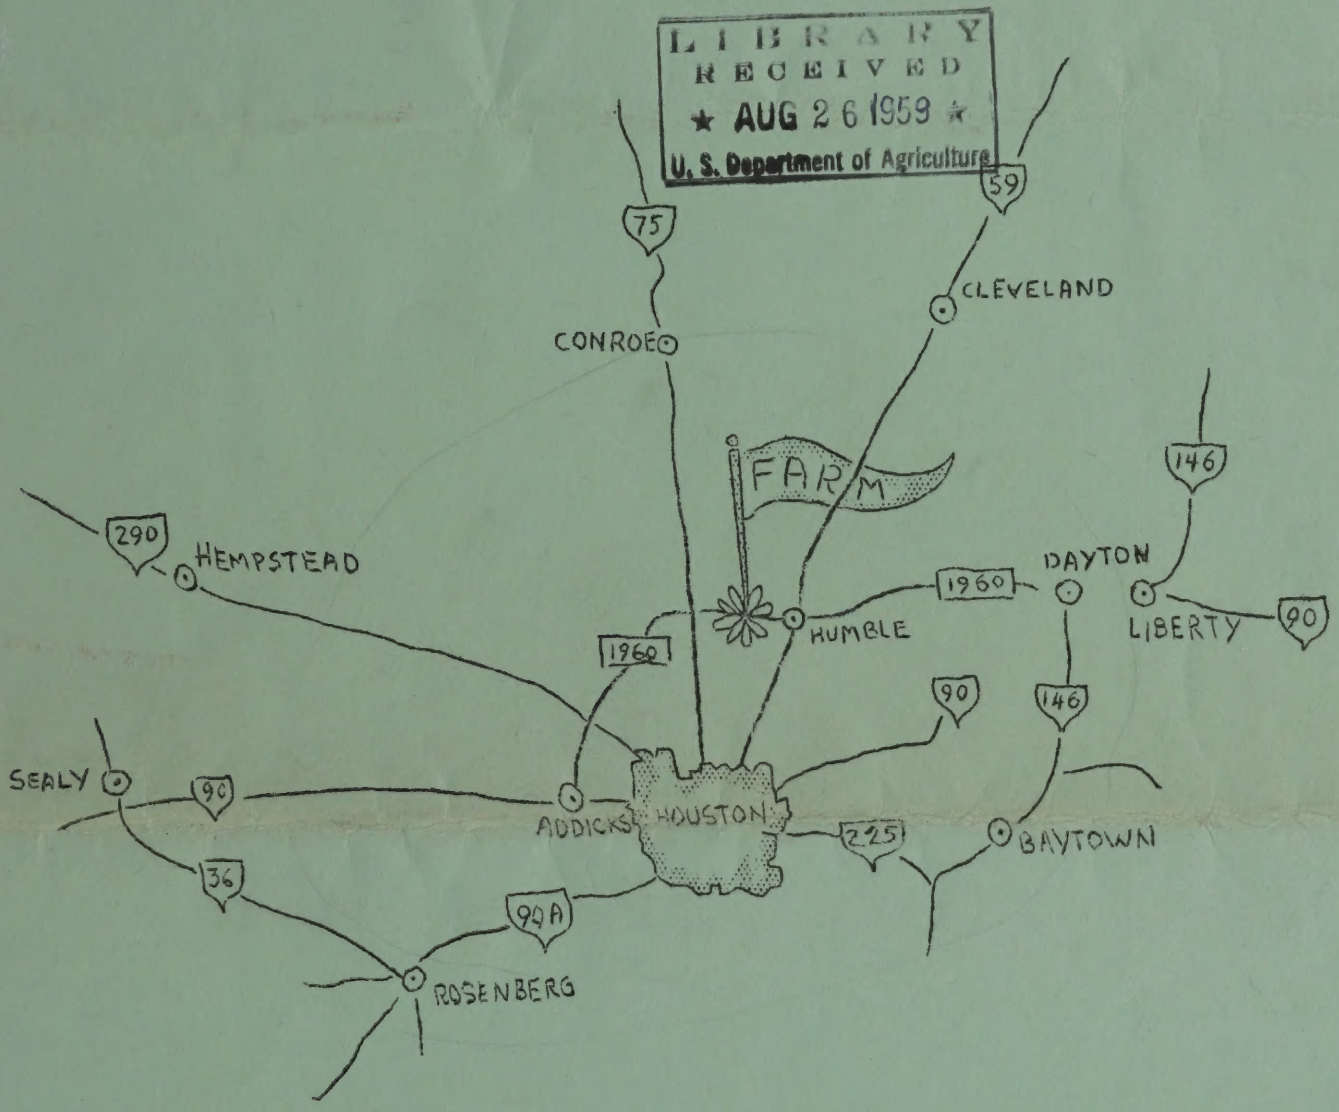 LIBRARY
RECEIVED
★ AUG 26 1959 ★
U. S. Department of Agriculture
59
75
CLEVELAND
CONROE
146
FARM
290
HEMPSTEAD
DAYTON
1960
90
HUMBLE
LIBERTY
1960
90
146
SEALY
90
ADDICKS
HOUSTON
225
BAYTOWN
36
90A
ROSENBERG